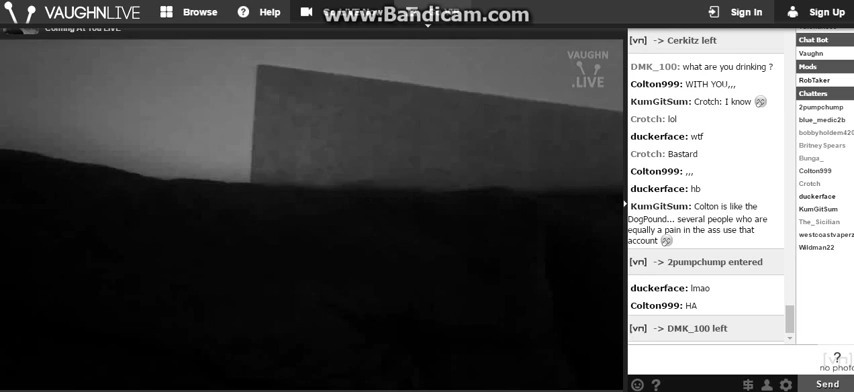 VAUGHNLIVE
Browse
Help
www.Bandicam.com
Sign In
Sign Up
Coming At You LIVE
VAUGHN
.LIVE
[vn] -> Cerkitz left
DMK_100: what are you drinking ?
Colton999: WITH YOU,,,
KumGitSum: Crotch: I know
Crotch: lol
duckerface: wtf
Crotch: Bastard
Colton999: ,,,
duckerface: hb
KumGitSum: Colton is like the
DogPound... several people who are
equally a pain in the ass use that
account
[vn] -> 2pumpchump entered
duckerface: lmao
Colton999: HA
[vn] -> DMK_100 left
Chat Bot
Vaughn
Mods
RobTaker
Chatters
2pumpchump
blue_medic2b
bobbyholdem420
Britney Spears
Bunga_
Colton999
Crotch
duckerface
KumGitSum
The_Sicilian
westcoastvaperz
Wildman22
[vn]
?
no photo
Send